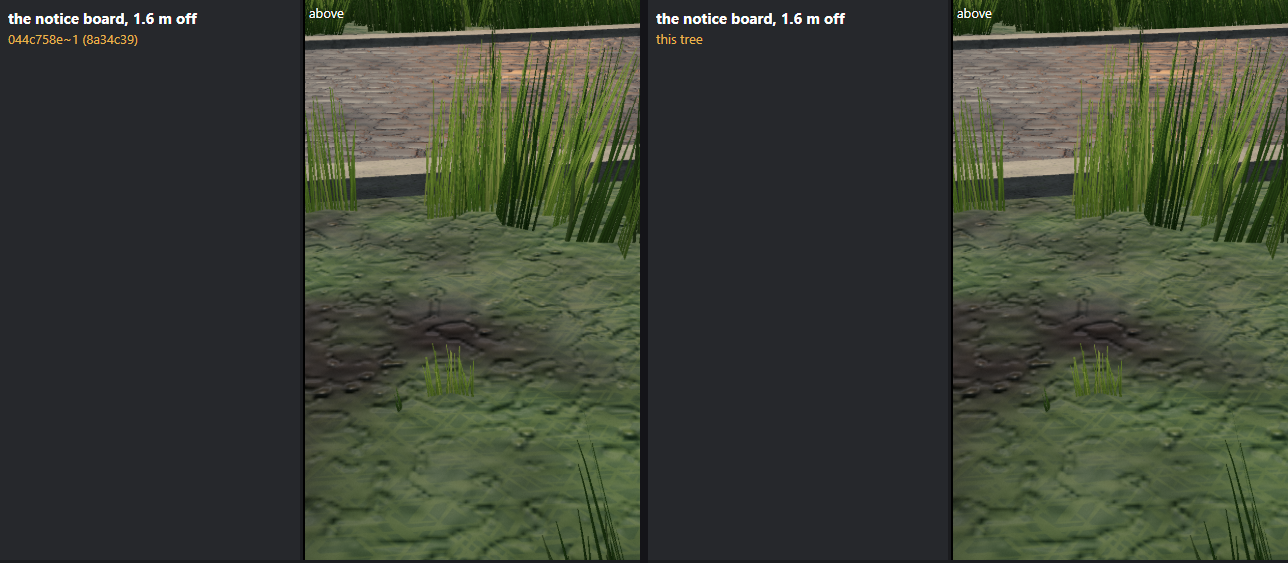 the notice board, 1.6 m off
044c758e~1 (8a34c39)
above
the notice board, 1.6 m off
this tree
above